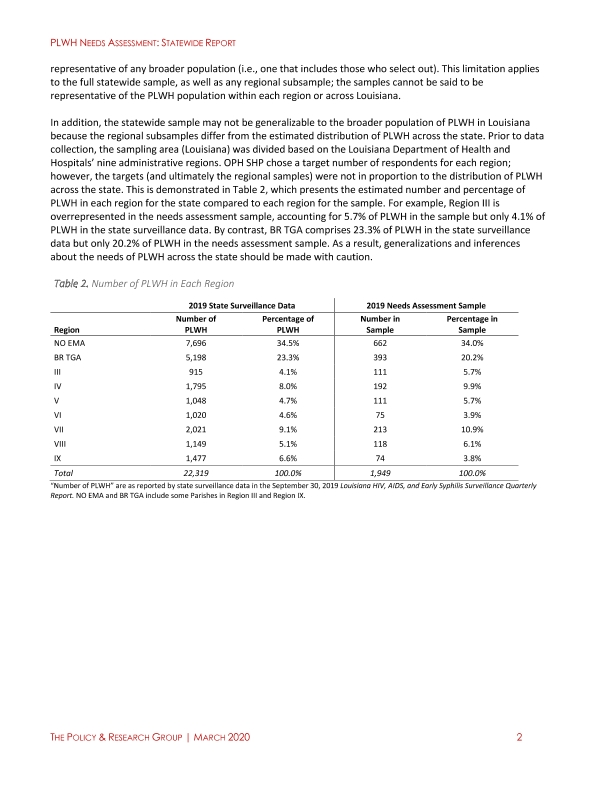 PLWH NEEDS ASSESSMENT: STATEWIDE REPORT
representative of any broader population (i.e., one that includes those who select out). This limitation applies
to the full statewide sample, as well as any regional subsample; the samples cannot be said to be
representative of the PLWH population within each region or across Louisiana.
In addition, the statewide sample may not be generalizable to the broader population of PLWH in Louisiana
because the regional subsamples differ from the estimated distribution of PLWH across the state. Prior to data
collection, the sampling area (Louisiana) was divided based on the Louisiana Department of Health and
Hospitals' nine administrative regions. OPH SHP chose a target number of respondents for each region;
however, the targets (and ultimately the regional samples) were not in proportion to the distribution of PLWH
across the state. This is demonstrated in Table 2, which presents the estimated number and percentage of
PLWH in each region for the state compared to each region for the sample. For example, Region III is
overrepresented in the needs assessment sample, accounting for 5.7% of PLWH in the sample but only 4.1% of
PLWH in the state surveillance data. By contrast, BR TGA comprises 23.3% of PLWH in the state surveillance
data but only 20.2% of PLWH in the needs assessment sample. As a result, generalizations and inferences
about the needs of PLWH across the state should be made with caution.
Table 2. Number of PLWH in Each Region
2019 State Surveillance Data 2019 Needs Assessment Sample
Number of Percentage of Number in Percentage in
Region PLWH PLWH Sample Sample
NO EMA 7,696 34.5% 662 34.0%
BR TGA 5,198 23.3% 393 20.2%
III 915 4.1% 111 5.7%
IV 1,795 8.0% 192 9.9%
V 1,048 4.7% 111 5.7%
VI 1,020 4.6% 75 3.9%
VII 2,021 9.1% 213 10.9%
VIII 1,149 5.1% 118 6.1%
IX 1,477 6.6% 74 3.8%
Total 22,319 100.0% 1,949 100.0%
"Number of PLWH" are as reported by state surveillance data in the September 30, 2019 Louisiana HIV, AIDS, and Early Syphilis Surveillance Quarterly
Report. NO EMA and BR TGA include some Parishes in Region III and Region IX.
THE POLICY & RESEARCH GROUP | MARCH 2020 2